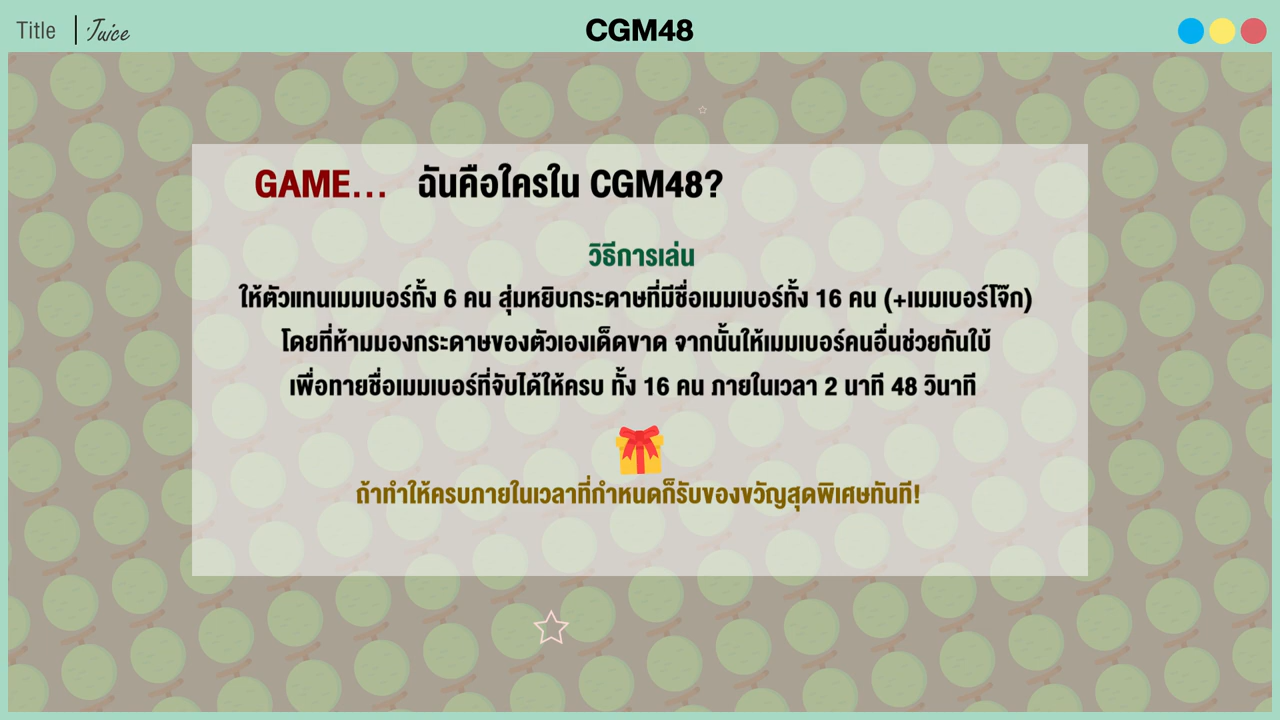 Title | Juice
CGM48
GAME... ฉันคือใครใน CGM48?
วิธีการเล่น
ให้ตัวแทนเมมเบอร์ทั้ง 6 คน สุ่มหยิบกระดาษที่มีชื่อเมมเบอร์ทั้ง 16 คน (+เมมเบอร์โจ๊ก)
โดยที่ห้ามมองกระดาษของตัวเองเด็ดขาด จากนั้นให้เมมเบอร์คนอื่นช่วยกันใบ้
เพื่อทายชื่อเมมเบอร์ที่จับได้ให้ครบ ทั้ง 16 คน ภายในเวลา 2 นาที 48 วินาที
ถ้าทำให้ครบภายในเวลาที่กำหนดก็รับของขวัญสุดพิเศษทันที!